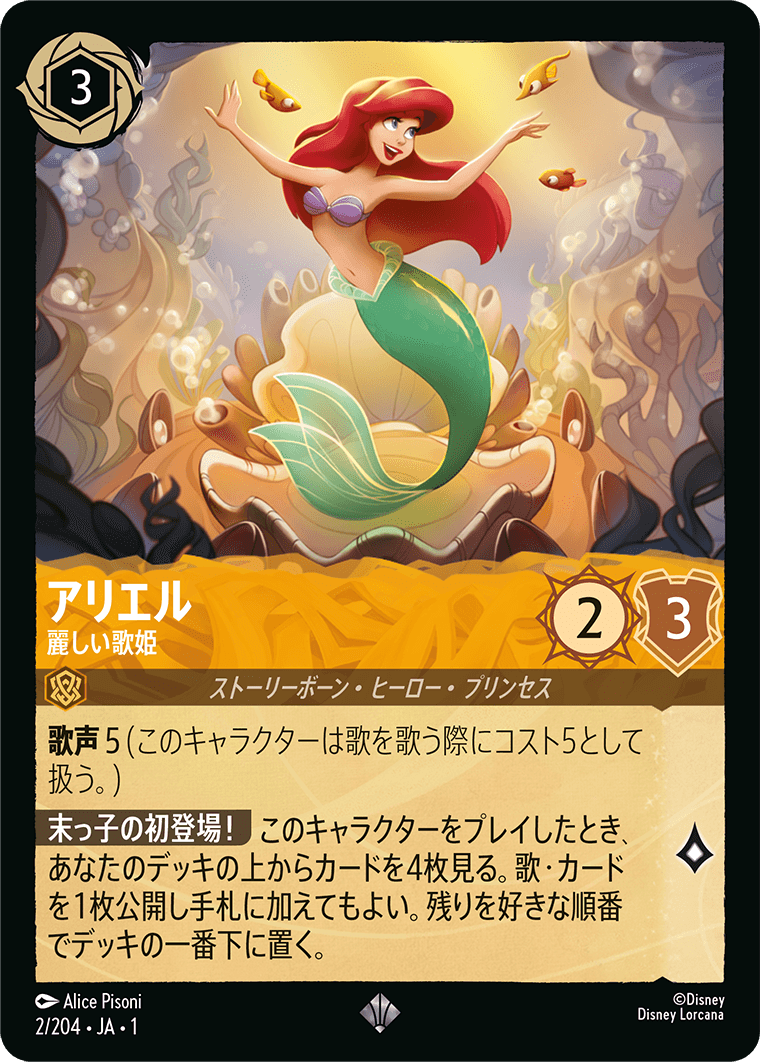 3
アリエル
麗しい歌姫
2
3
ストーリーボーン・ヒーロー・プリンセス
歌声 5 (このキャラクターは歌を歌う際にコスト5として
扱う。)
末っ子の初登場! このキャラクターをプレイしたとき、
あなたのデッキの上からカードを4枚見る。歌・カード
を1枚公開し手札に加えてもよい。残りを好きな順番
でデッキの一番下に置く。
Alice Pisoni
2/204・JA・1
©Disney
Disney Lorcana